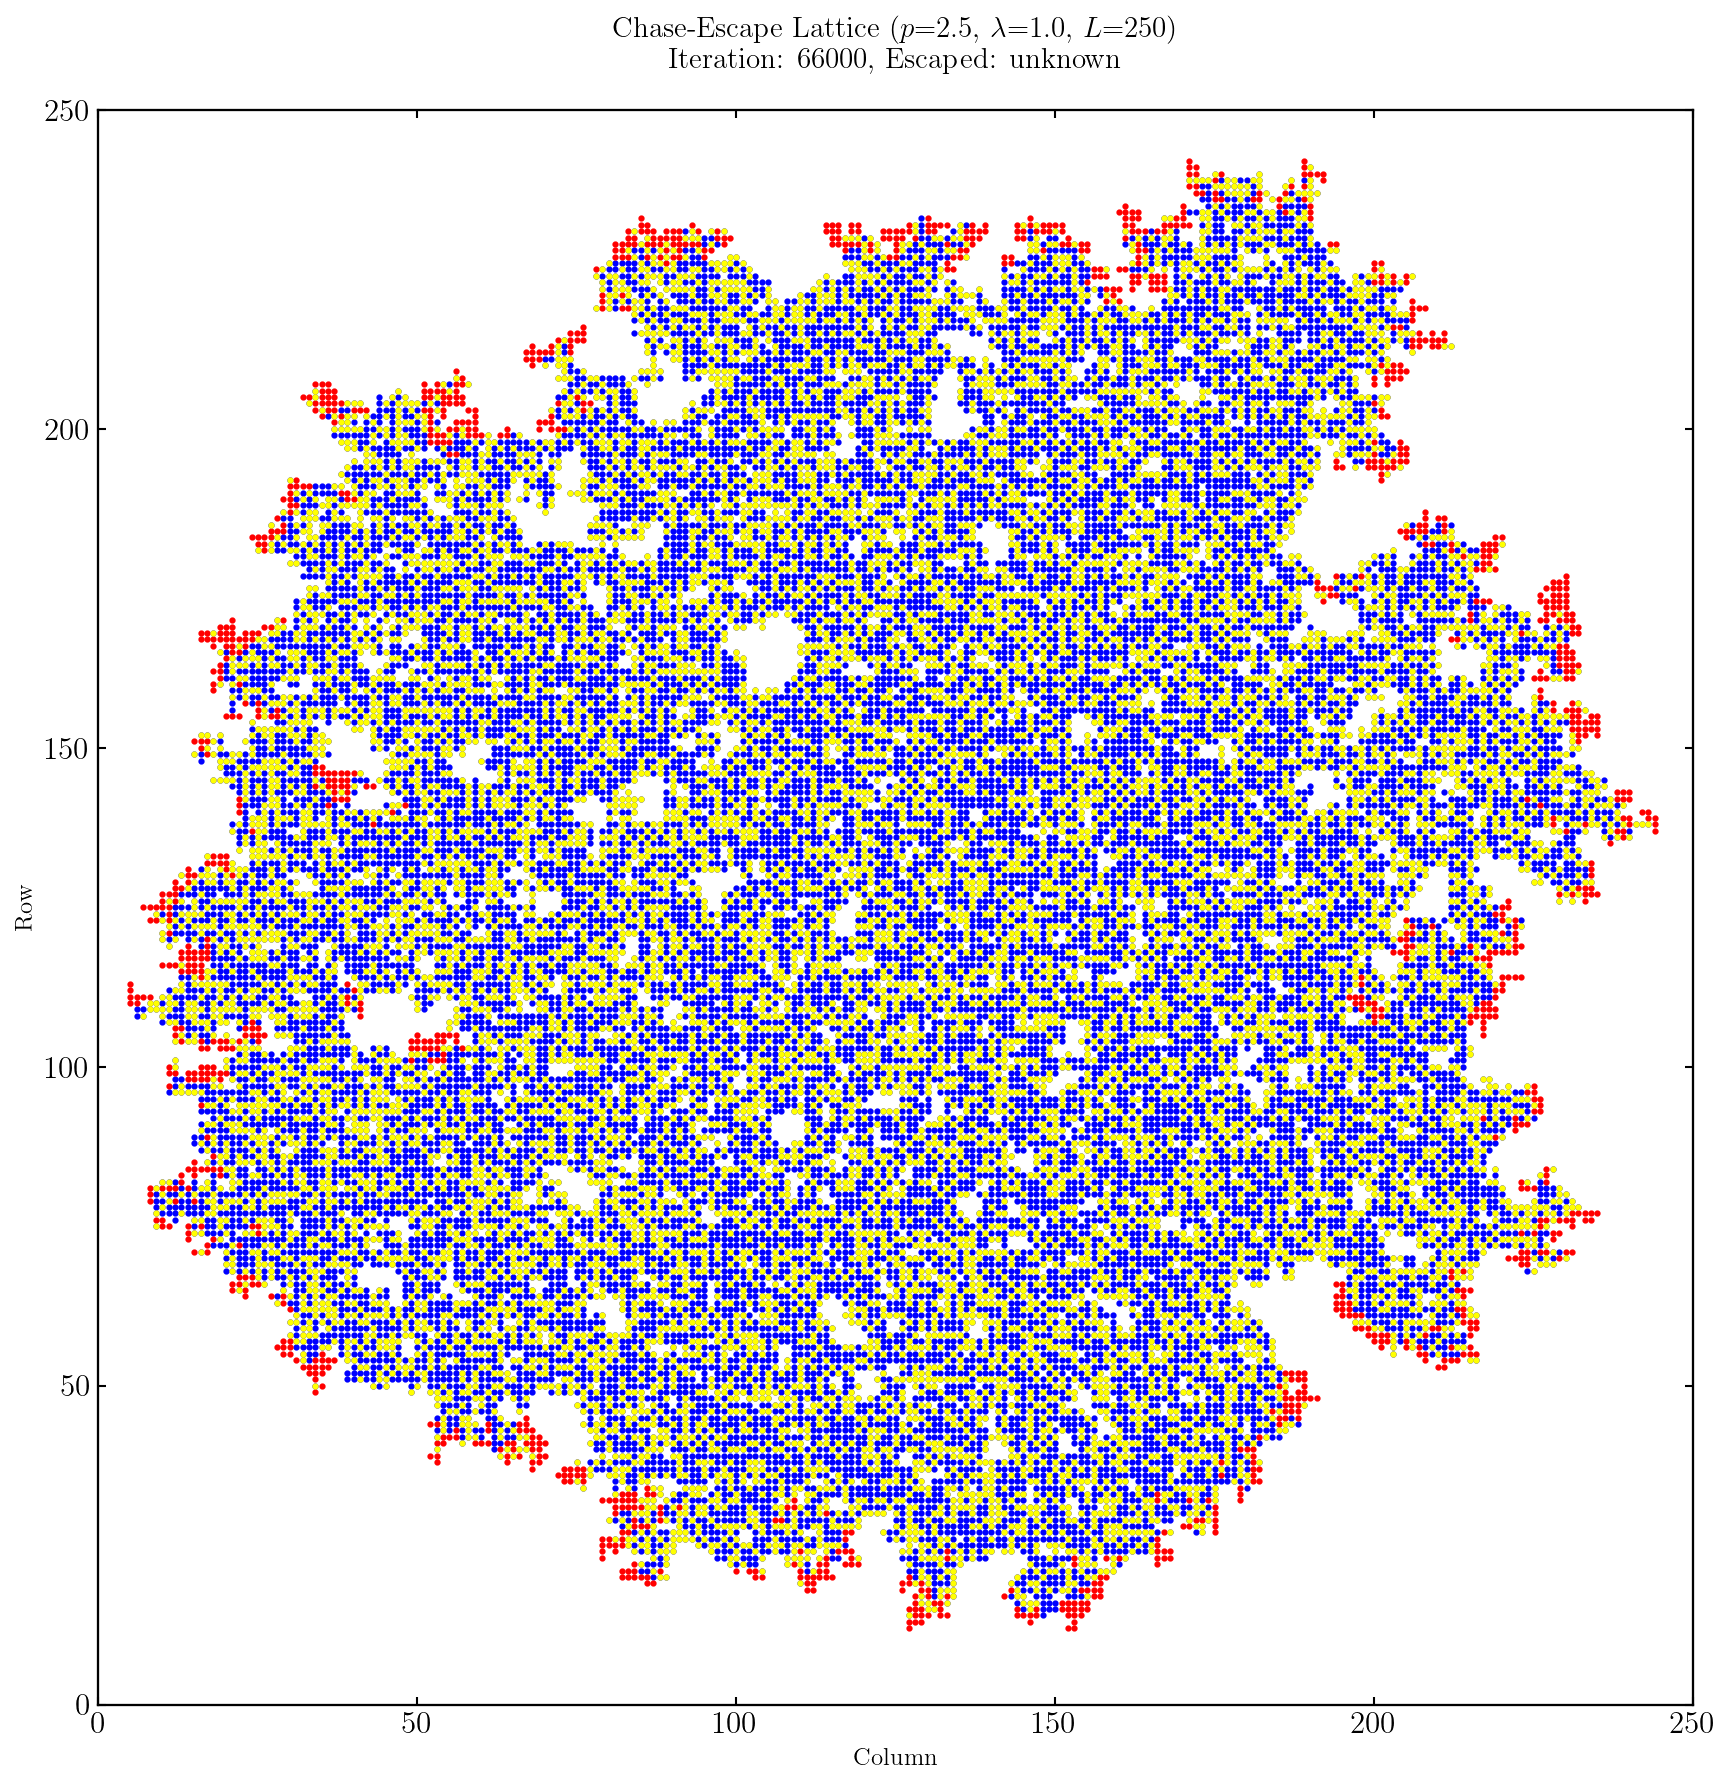 Chase-Escape Lattice (p=2.5, λ=1.0, L=250)
Iteration: 66000, Escaped: unknown
250
200
150
100
50
0
Row
0 50 100 150 200 250
Column